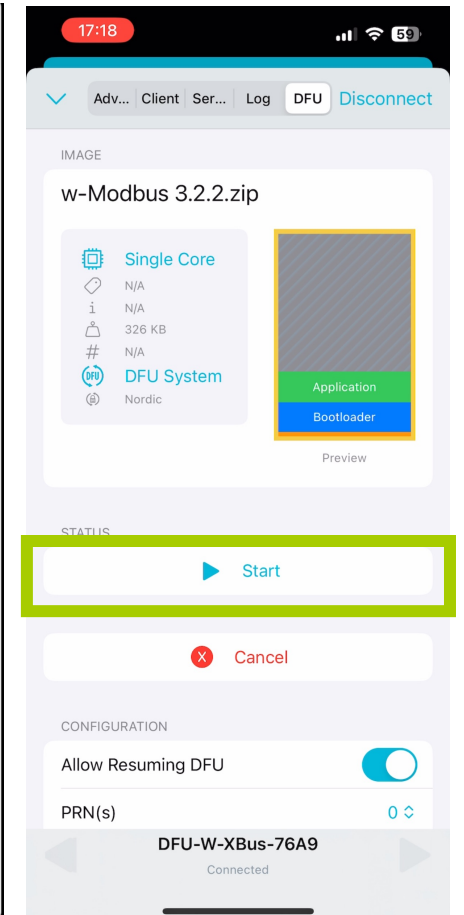 17:18
59
Adv... Client Ser... Log DFU Disconnect
IMAGE
w-Modbus 3.2.2.zip
Single Core
N/A
i N/A
326 KB
# N/A
DFU DFU System
Nordic
Application
Bootloader
Preview
STATUS
Start
X Cancel
CONFIGURATION
Allow Resuming DFU
PRN(s) 0
DFU-W-XBus-76A9
Connected